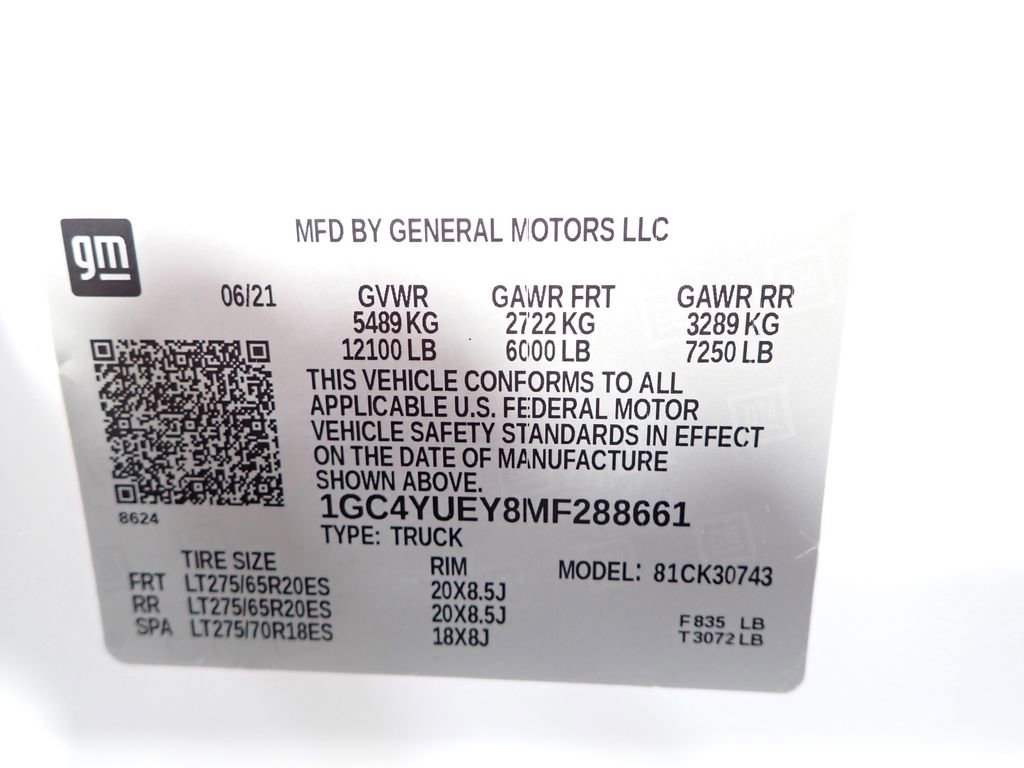 gm
MFD BY GENERAL MOTORS LLC
06/21 GVWR GAWR FRT GAWR RR
5489 KG 2722 KG 3289 KG
12100 LB 6000 LB 7250 LB
THIS VEHICLE CONFORMS TO ALL
APPLICABLE U.S. FEDERAL MOTOR
VEHICLE SAFETY STANDARDS IN EFFECT
ON THE DATE OF MANUFACTURE
SHOWN ABOVE.
8624
1GC4YUEY8MF288661
TYPE: TRUCK
TIRE SIZE RIM MODEL: 81CK30743
FRT LT275/65R20ES 20X8.5J
RR LT275/65R20ES 20X8.5J
SPA LT275/70R18ES 18X8J
F 835 LB
T 3072 LB